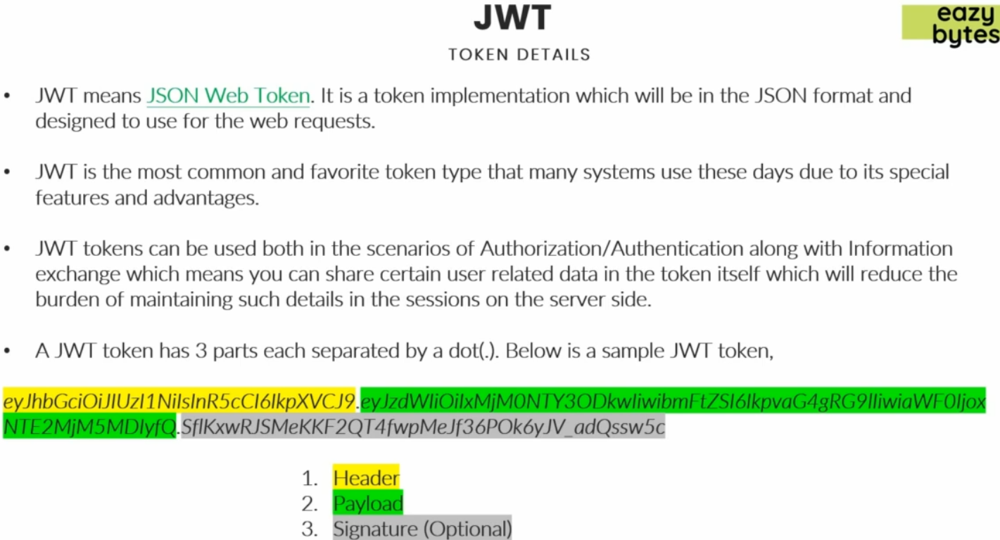 JWT
eazy
bytes
TOKEN DETAILS
• JWT means JSON Web Token. It is a token implementation which will be in the JSON format and
designed to use for the web requests.
• JWT is the most common and favorite token type that many systems use these days due to its special
features and advantages.
• JWT tokens can be used both in the scenarios of Authorization/Authentication along with Information
exchange which means you can share certain user related data in the token itself which will reduce the
burden of maintaining such details in the sessions on the server side.
• A JWT token has 3 parts each separated by a dot(.). Below is a sample JWT token,
eyJhbGciOiJIUzI1NiIsInR5cCI6IkpXVCJ9.eyJzdWIiOiIxMjM0NTY3ODkwIiwibmFtZSI6IkpvaG4gRG9lIiwiaWF0Ijox
NTE2MjM5MDIyfQ.SflKxwRJSMeKKF2QT4fwpMeJf36POk6yJV_adQssw5c
1. Header
2. Payload
3. Signature (Optional)